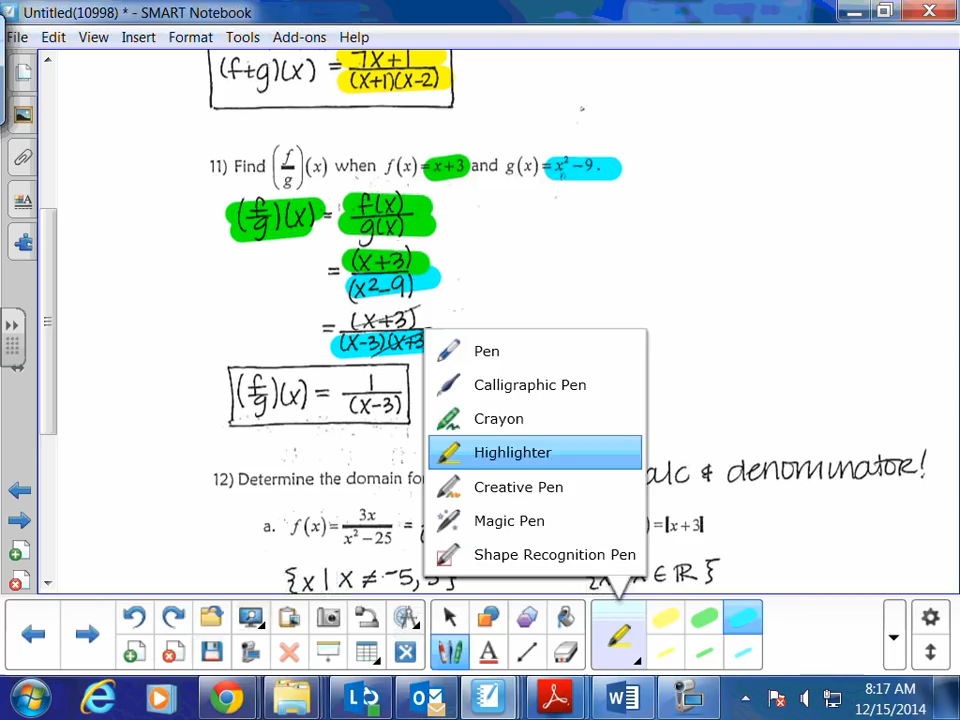 Untitled(10998) * - SMART Notebook
File Edit View Insert Format Tools Add-ons Help
(f+g)(x) = 7x+1 / (x+1)(x-2)
11) Find (f/g)(x) when f(x) = x+3 and g(x) = x² − 9.
(f/g)(x) = f(x) / g(x)
= (x+3) / (x²-9)
= (x+3) / (x-3)(x+3
(f/g)(x) = 1 / (x-3)
Pen
Calligraphic Pen
Crayon
Highlighter
Creative Pen
Magic Pen
Shape Recognition Pen
alc & denominator!
12) Determine the domain fo
a. f(x) = 3x / x² − 25 =
= |x+3|
{x | x ≠ -5,
x ∈ ℝ }
8:17 AM
12/15/2014